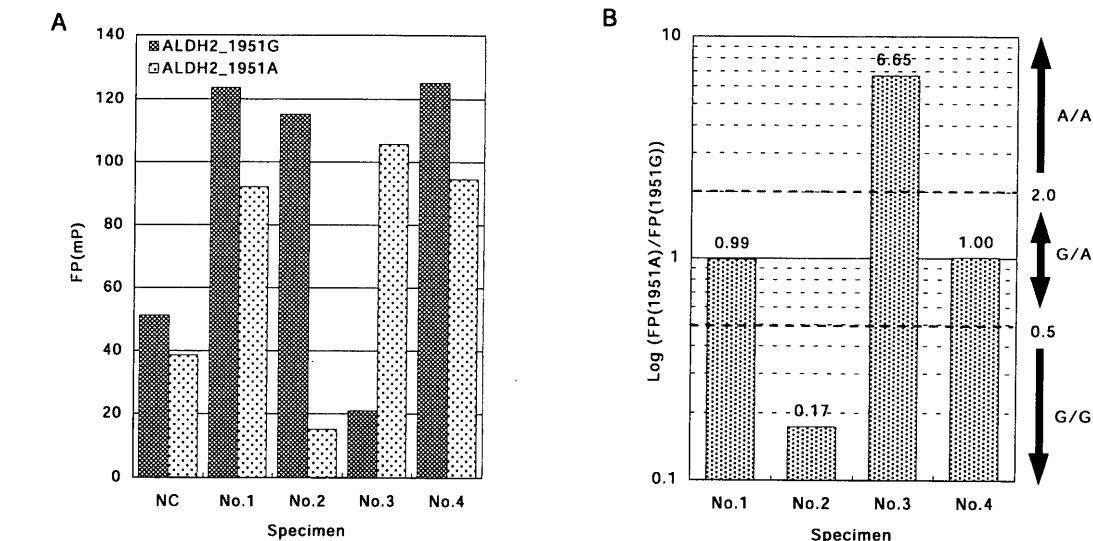 A
140
120
100
80
60
40
20
0
FP(mP)
ALDH2_1951G
ALDH2_1951A
NC No.1 No.2 No.3 No.4
Specimen
B
10
1
0.1
Log (FP(1951A)/FP(1951G))
0.99
0.17
6.65
1.00
No.1 No.2 No.3 No.4
Specimen
A/A
2.0
G/A
0.5
G/G